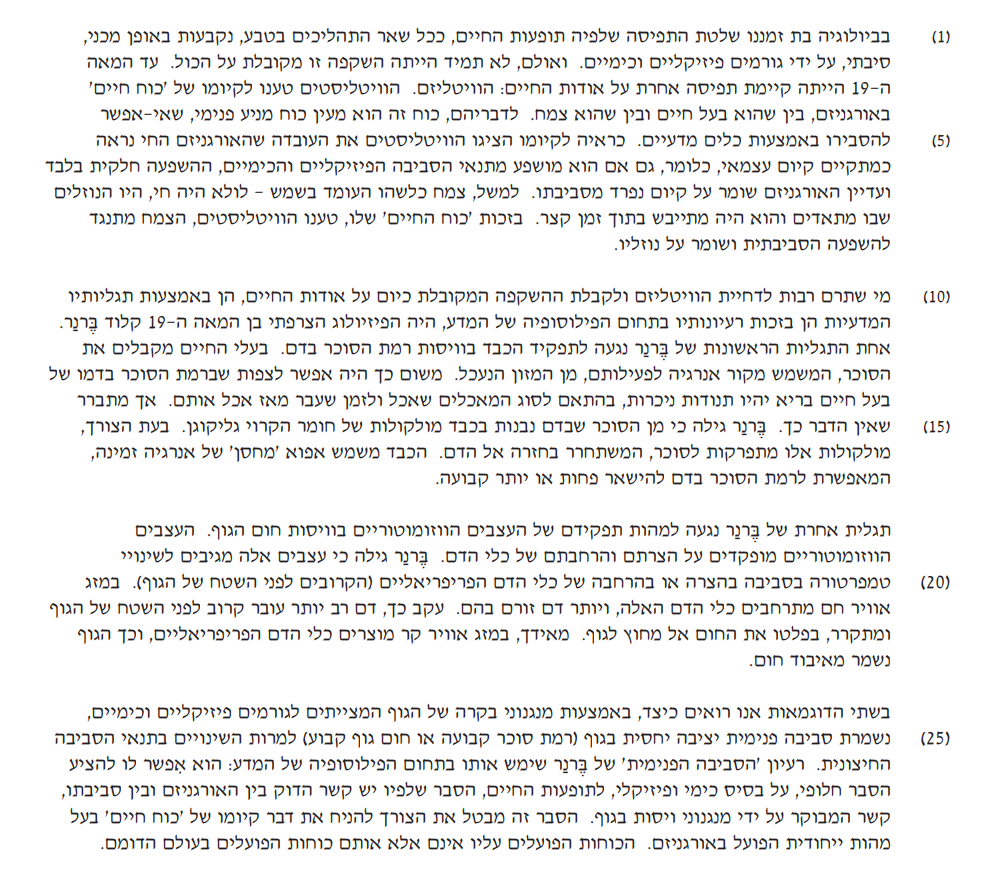 (1) בביולוגיה בת זמננו שלטת התפיסה שלפיה תופעות החיים, ככל שאר התהליכים בטבע, נקבעות באופן מכני,
סיבתי, על ידי גורמים פיזיקליים וכימיים. ואולם, לא תמיד הייתה השקפה זו מקובלת על הכול. עד המאה
ה-19 הייתה קיימת תפיסה אחרת על אודות החיים: הוויטליזם. הוויטליסטים טענו לקיומו של 'כוח חיים'
באורגניזם, בין שהוא בעל חיים ובין שהוא צמח. לדבריהם, כוח זה הוא מעין כוח מניע פנימי, שאי-אפשר
(5) להסבירו באמצעות כלים מדעיים. כראיה לקיומו הציגו הוויטליסטים את העובדה שהאורגניזם החי נראה
כמתקיים קיום עצמאי, כלומר, גם אם הוא מושפע מתנאי הסביבה הפיזיקליים והכימיים, ההשפעה חלקית בלבד
ועדיין האורגניזם שומר על קיום נפרד מסביבתו. למשל, צמח כלשהו העומד בשמש - לולא היה חי, היו הנוזלים
שבו מתאדים והוא היה מתייבש בתוך זמן קצר. בזכות 'כוח החיים' שלו, טענו הוויטליסטים, הצמח מתנגד
להשפעה הסביבתית ושומר על נוזליו.
(10) מי שתרם רבות לדחיית הוויטליזם ולקבלת ההשקפה המקובלת כיום על אודות החיים, הן באמצעות תגליותיו
המדעיות הן בזכות רעיונותיו בתחום הפילוסופיה של המדע, היה הפיזיולוג הצרפתי בן המאה ה-19 קלוד בֶּרנַר.
אחת התגליות הראשונות של בֶּרנַר נגעה לתפקיד הכבד בוויסות רמת הסוכר בדם. בעלי החיים מקבלים את
הסוכר, המשמש מקור אנרגיה לפעילותם, מן המזון הנעכל. משום כך היה אפשר לצפות שברמת הסוכר בדמו של
בעל חיים בריא יהיו תנודות ניכרות, בהתאם לסוג המאכלים שאכל ולזמן שעבר מאז אכל אותם. אך מתברר
(15) שאין הדבר כך. בֶּרנַר גילה כי מן הסוכר שבדם נבנות בכבד מולקולות של חומר הקרוי גליקוגן. בעת הצורך,
מולקולות אלו מתפרקות לסוכר, המשתחרר בחזרה אל הדם. הכבד משמש אפוא 'מחסן' של אנרגיה זמינה,
המאפשרת לרמת הסוכר בדם להישאר פחות או יותר קבועה.
תגלית אחרת של בֶּרנַר נגעה למהות תפקידם של העצבים הווזומוטוריים בוויסות חום הגוף. העצבים
הווזומוטוריים מופקדים על הצרתם והרחבתם של כלי הדם. בֶּרנַר גילה כי עצבים אלה מגיבים לשינויי
(20) טמפרטורה בסביבה בהצרה או בהרחבה של כלי הדם הפריפריאליים (הקרובים לפני השטח של הגוף). במזג
אוויר חם מתרחבים כלי הדם האלה, ויותר דם זורם בהם. עקב כך, דם רב יותר עובר קרוב לפני השטח של הגוף
ומתקרר, בפלטו את החום אל מחוץ לגוף. מאידך, במזג אוויר קר מוצרים כלי הדם הפריפריאליים, וכך הגוף
נשמר מאיבוד חום.
בשתי הדוגמאות אנו רואים כיצד, באמצעות מנגנוני בקרה של הגוף המצייתים לגורמים פיזיקליים וכימיים,
(25) נשמרת סביבה פנימית יציבה יחסית בגוף (רמת סוכר קבועה או חום גוף קבוע) למרות השינויים בתנאי הסביבה
החיצונית. רעיון 'הסביבה הפנימית' של בֶּרנַר שימש אותו בתחום הפילוסופיה של המדע: הוא אִפשר לו להציע
הסבר חלופי, על בסיס כימי ופיזיקלי, לתופעות החיים, הסבר שלפיו יש קשר הדוק בין האורגניזם ובין סביבתו,
קשר המבוקר על ידי מנגנוני ויסות בגוף. הסבר זה מבטל את הצורך להניח את דבר קיומו של 'כוח חיים' בעל
מהות ייחודית הפועל באורגניזם. הכוחות הפועלים עליו אינם אלא אותם כוחות הפועלים בעולם הדומם.